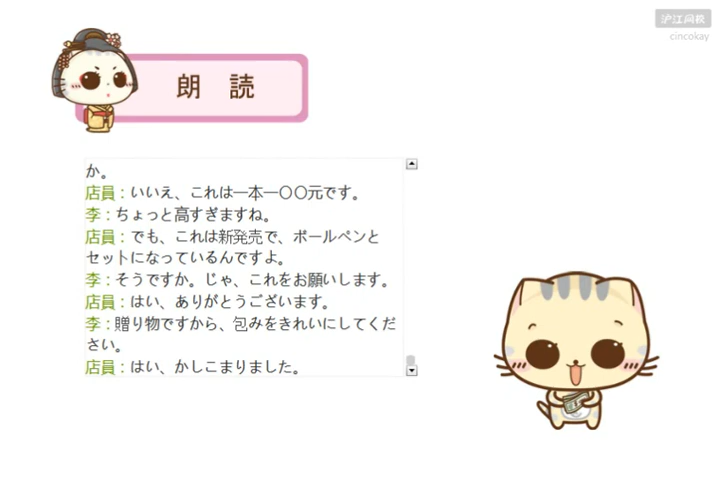 沪江网校
cincokay
朗 読
か。
店員：いいえ、これは一本一〇〇元です。
李：ちょっと高すぎますね。
店員：でも、これは新発売で、ボールペンと
セットになっているんですよ。
李：そうですか。じゃ、これをお願いします。
店員：はい、ありがとうございます。
李：贈り物ですから、包みをきれいにしてくだ
さい。
店員：はい、かしこまりました。